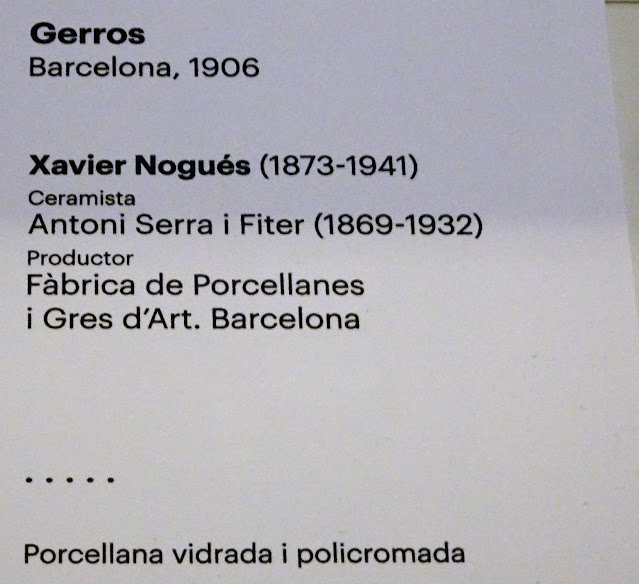 Gerros
Barcelona, 1906
Xavier Nogués (1873-1941)
Ceramista
Antoni Serra i Fiter (1869-1932)
Productor
Fàbrica de Porcellanes
i Gres d’Art. Barcelona
. . . . .
Porcellana vidrada i policromada